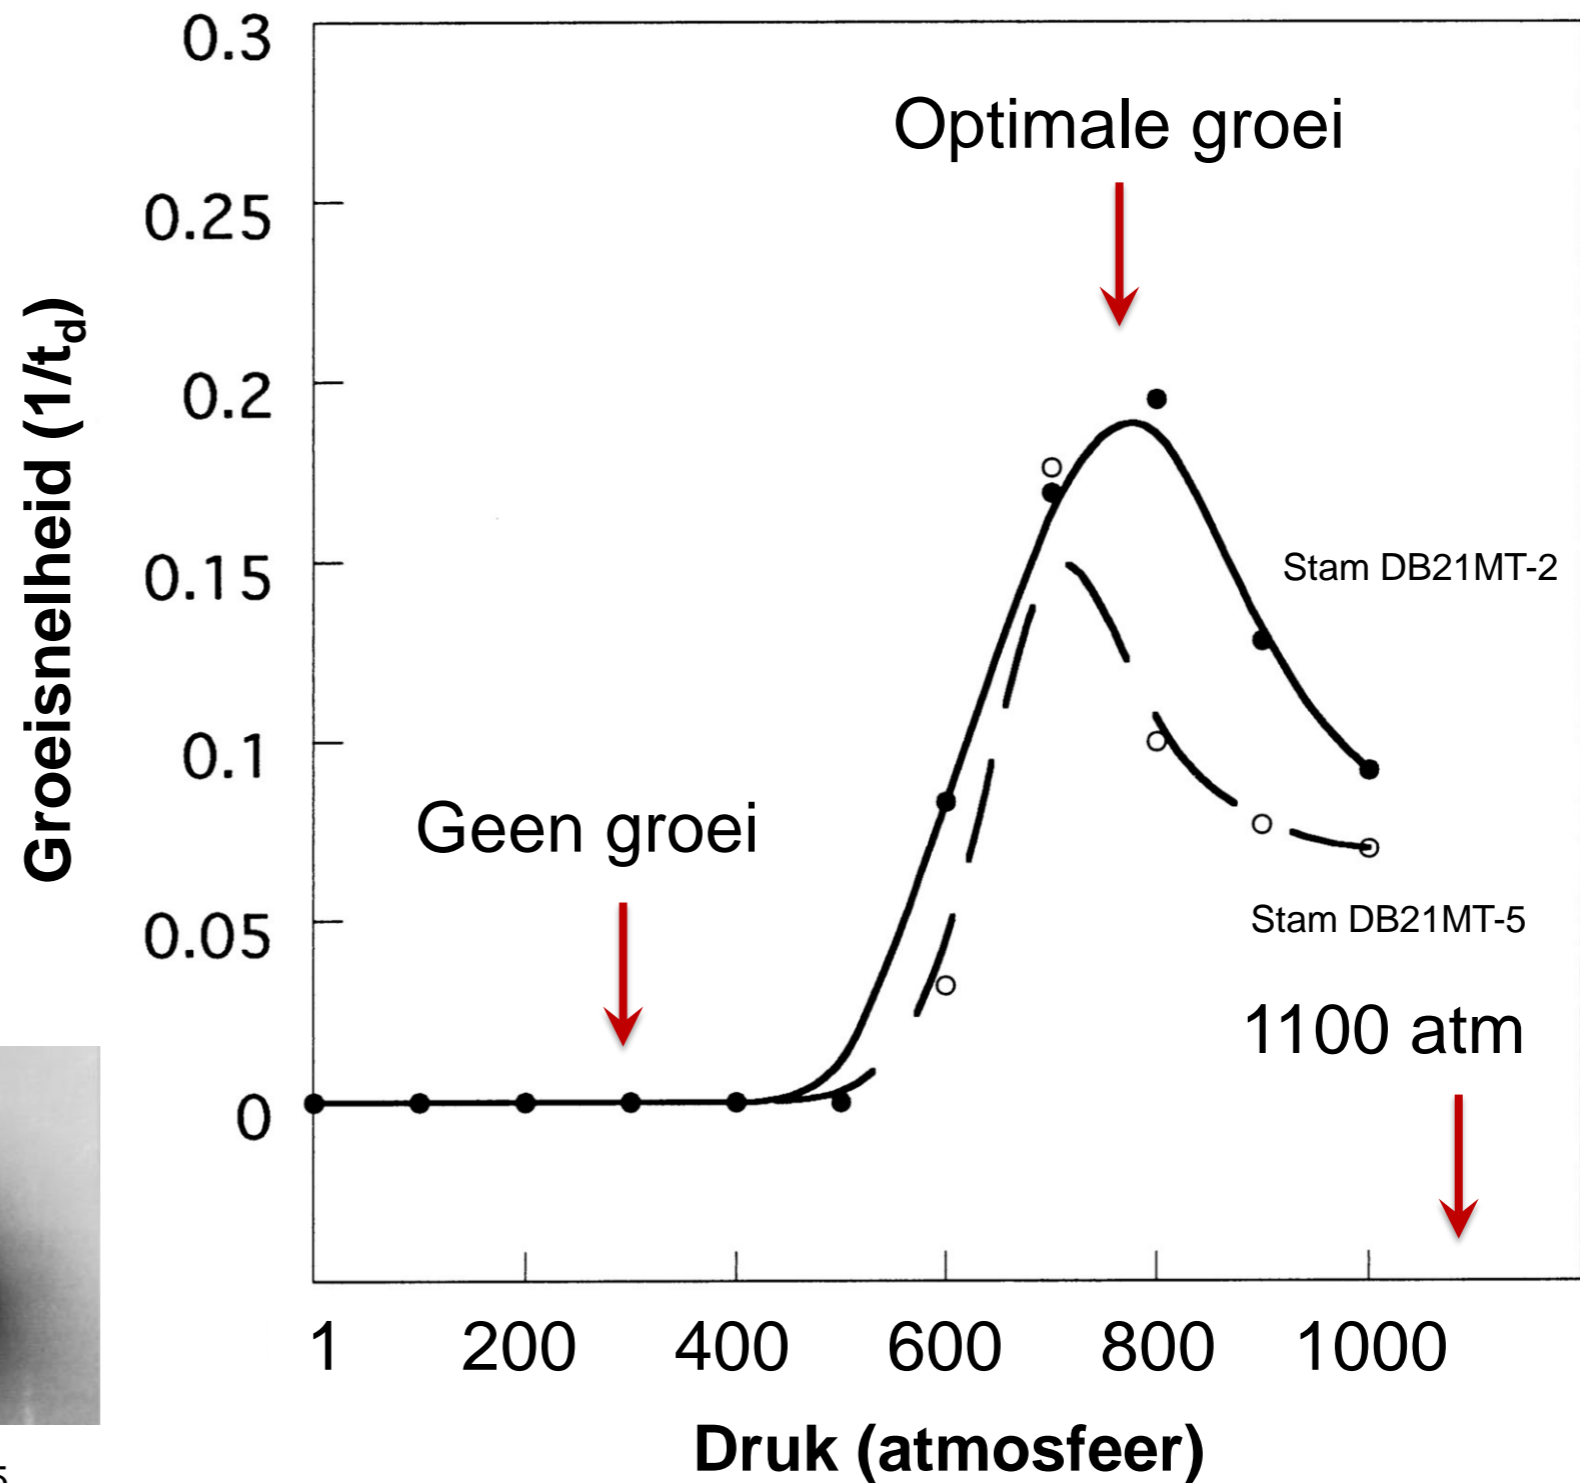 0.3
Optimale groei
0.25
0.2
Groeisnelheid (1/td)
0.15
Stam DB21MT-2
0.1
Geen groei
0.05
Stam DB21MT-5
1100 atm
0
1 200 400 600 800 1000
Druk (atmosfeer)